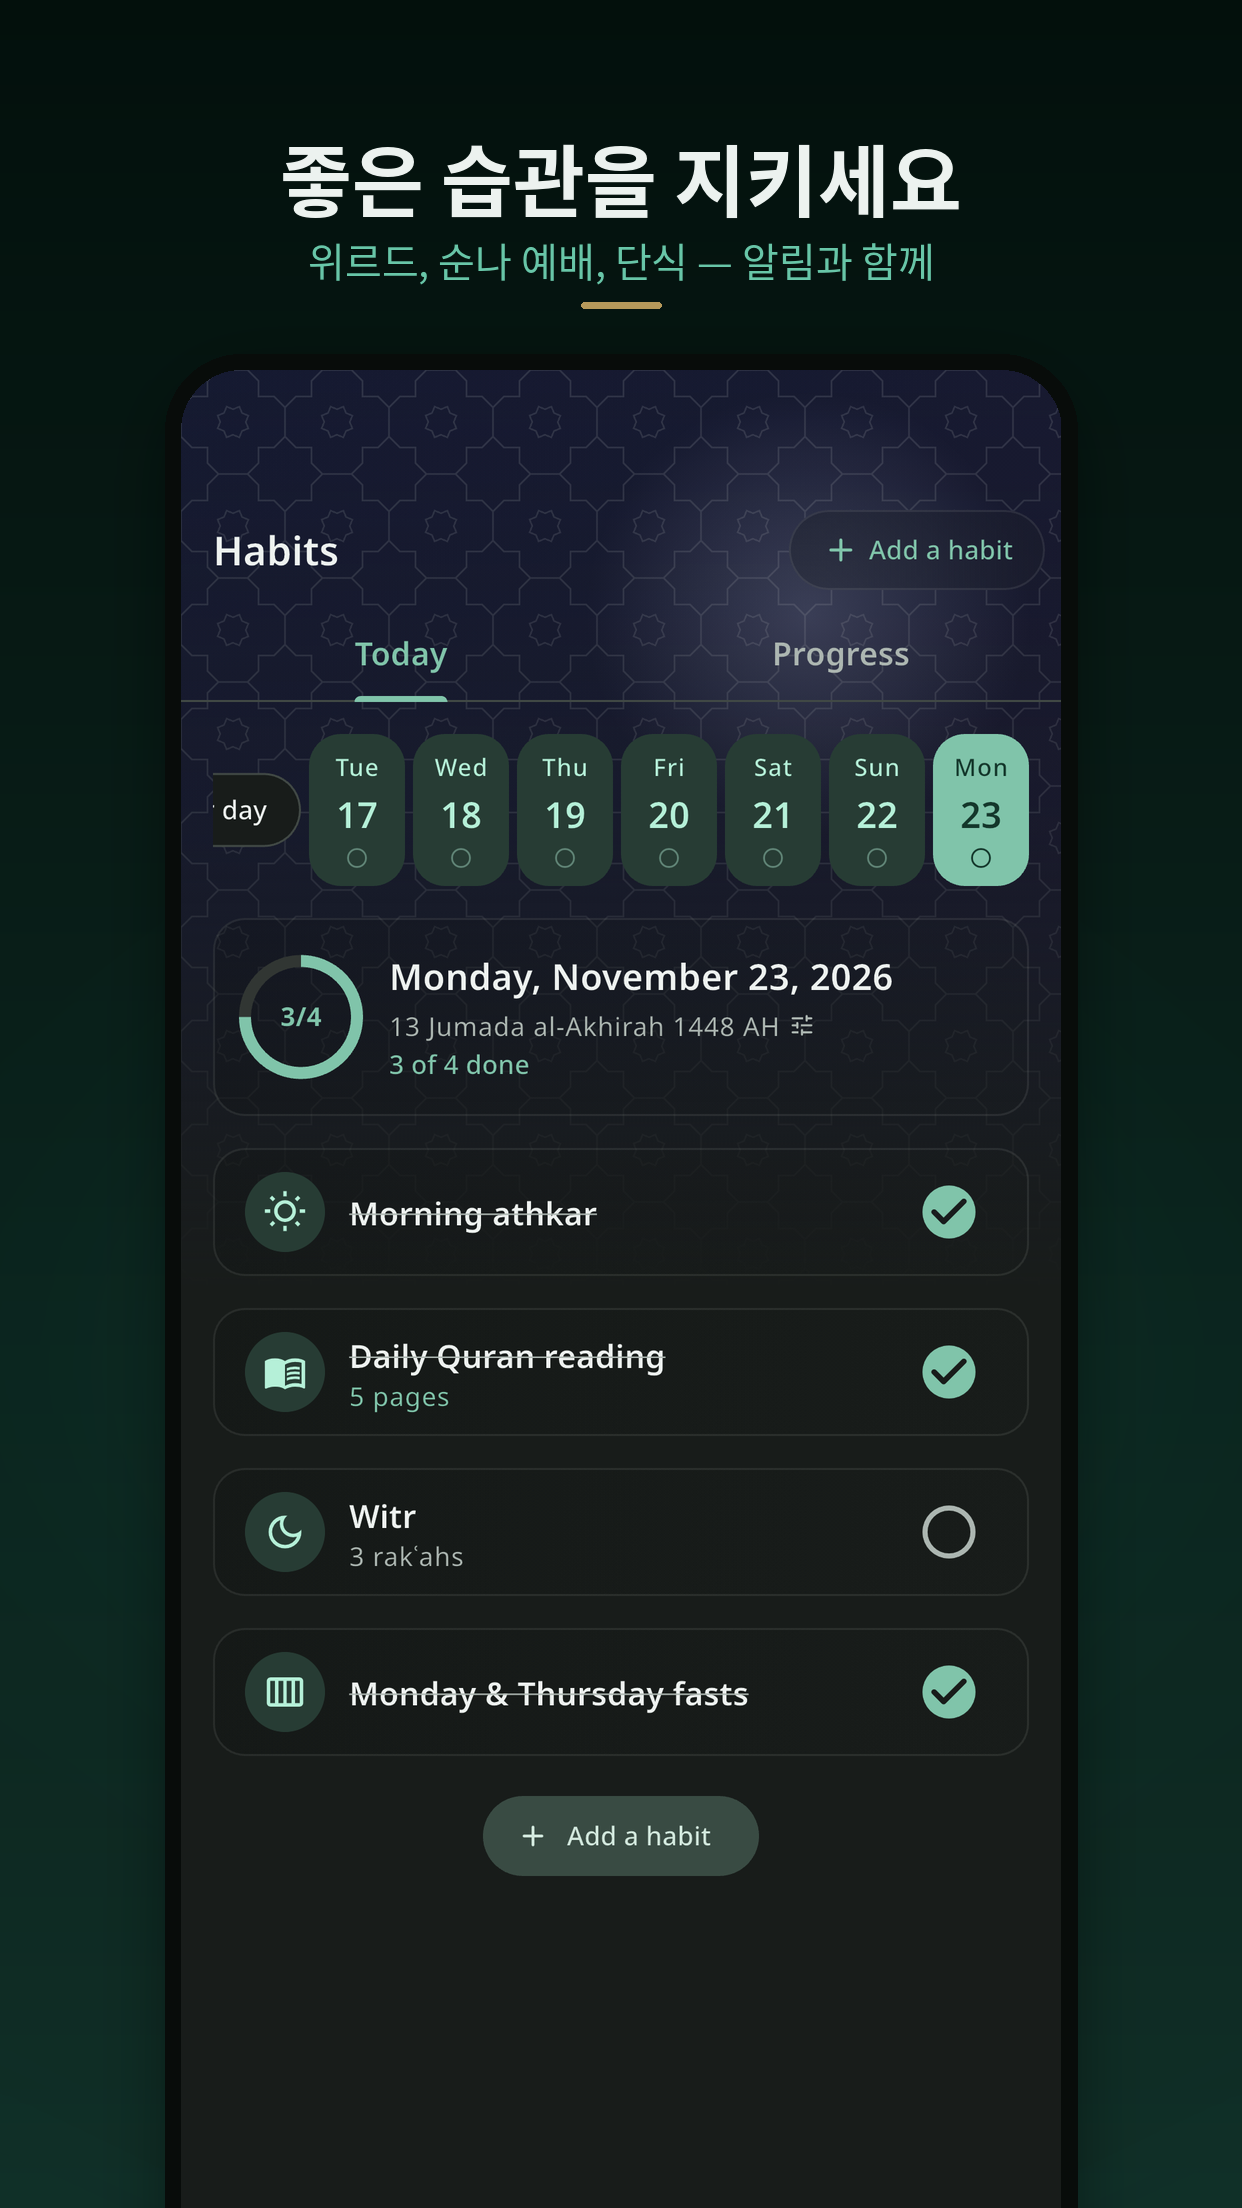 좋은 습관을 지키세요
위르드, 순나 예배, 단식 — 알림과 함께
Habits
+ Add a habit
Today
Progress
day
Tue
17
Wed
18
Thu
19
Fri
20
Sat
21
Sun
22
Mon
23
3/4
Monday, November 23, 2026
13 Jumada al-Akhirah 1448 AH
3 of 4 done
Morning athkar
Daily Quran reading
5 pages
Witr
3 rakʿahs
Monday & Thursday fasts
+ Add a habit